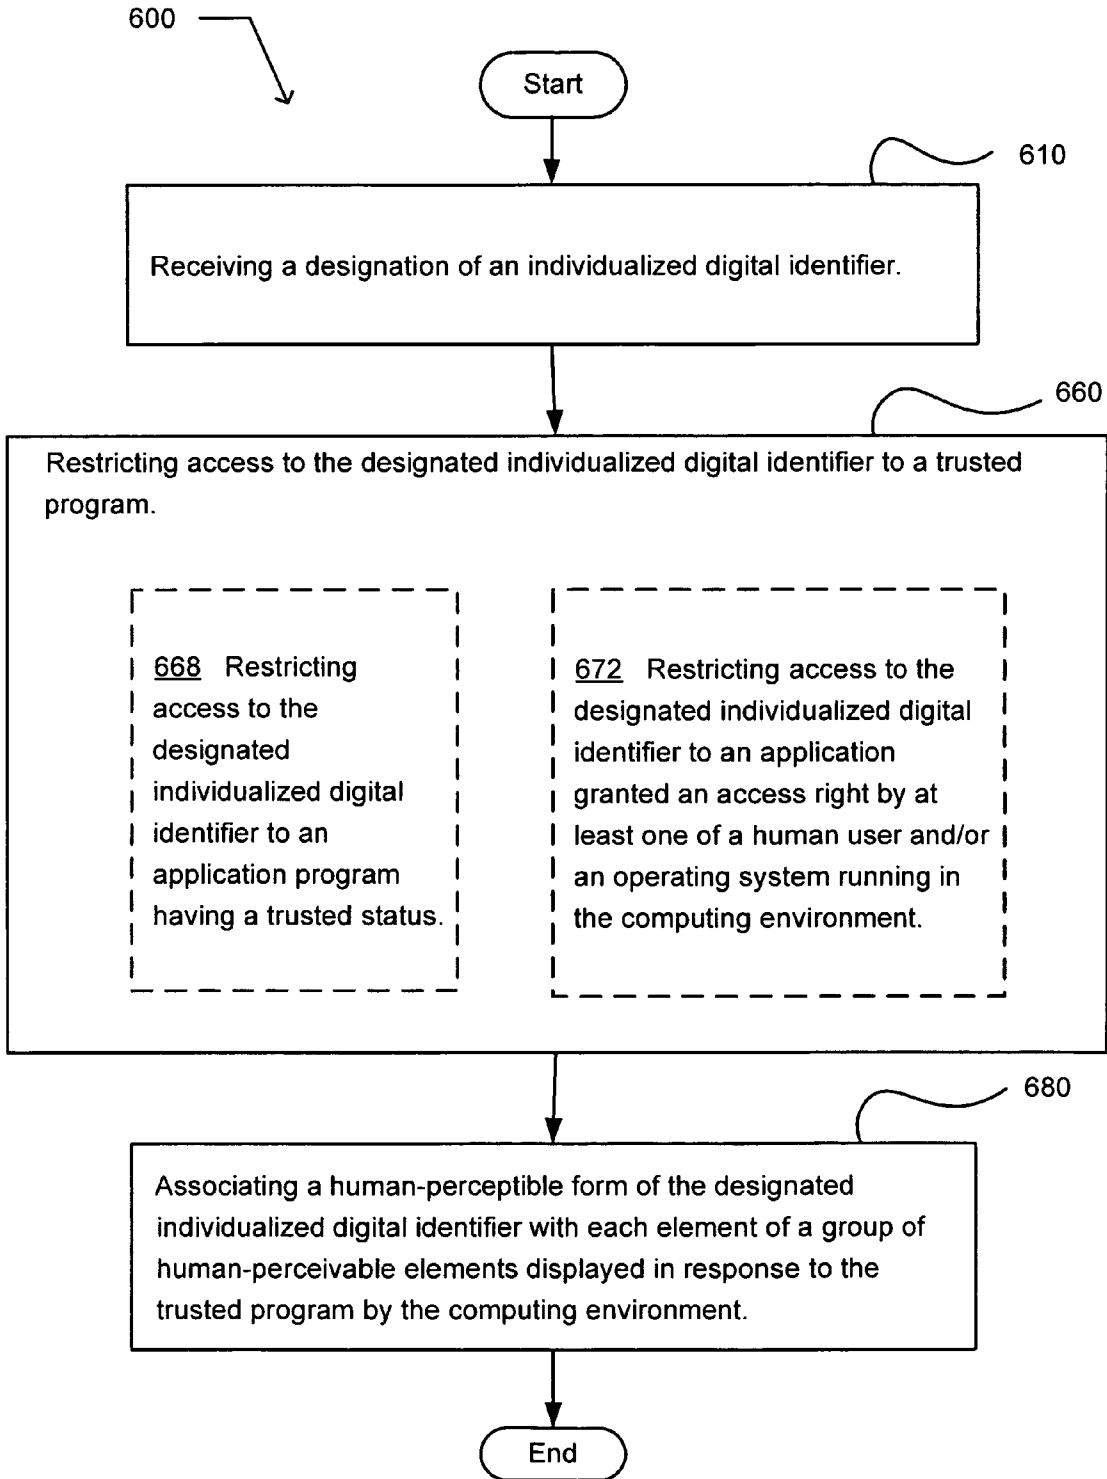 600
Start
610
Receiving a designation of an individualized digital identifier.
660
Restricting access to the designated individualized digital identifier to a trusted
program.
668 Restricting
access to the
designated
individualized digital
identifier to an
application program
having a trusted status.
672 Restricting access to the
designated individualized digital
identifier to an application
granted an access right by at
least one of a human user and/or
an operating system running in
the computing environment.
680
Associating a human-perceptible form of the designated
individualized digital identifier with each element of a group of
human-perceivable elements displayed in response to the
trusted program by the computing environment.
End